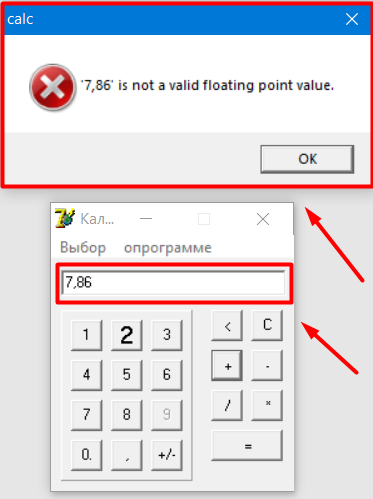 calc
'7,86' is not a valid floating point value.
OK
Кал...
Выбор опрограмме
7,86
1 2 3 < C
4 5 6 + -
7 8 9 / *
0. , +/- =